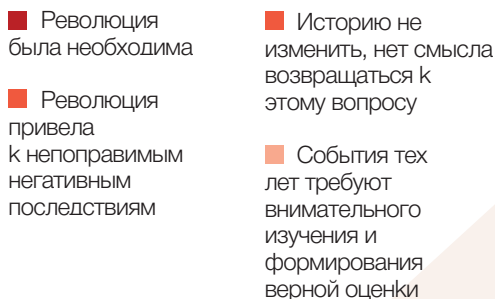 Революция
была необходима
Революция
привела
k непоправимым
негативным
последствиям
Историю не
изменить, нет смысла
возвращаться k
этому вопросу
События тех
лет требуют
внимательного
изучения и
формирования
верной оценkи